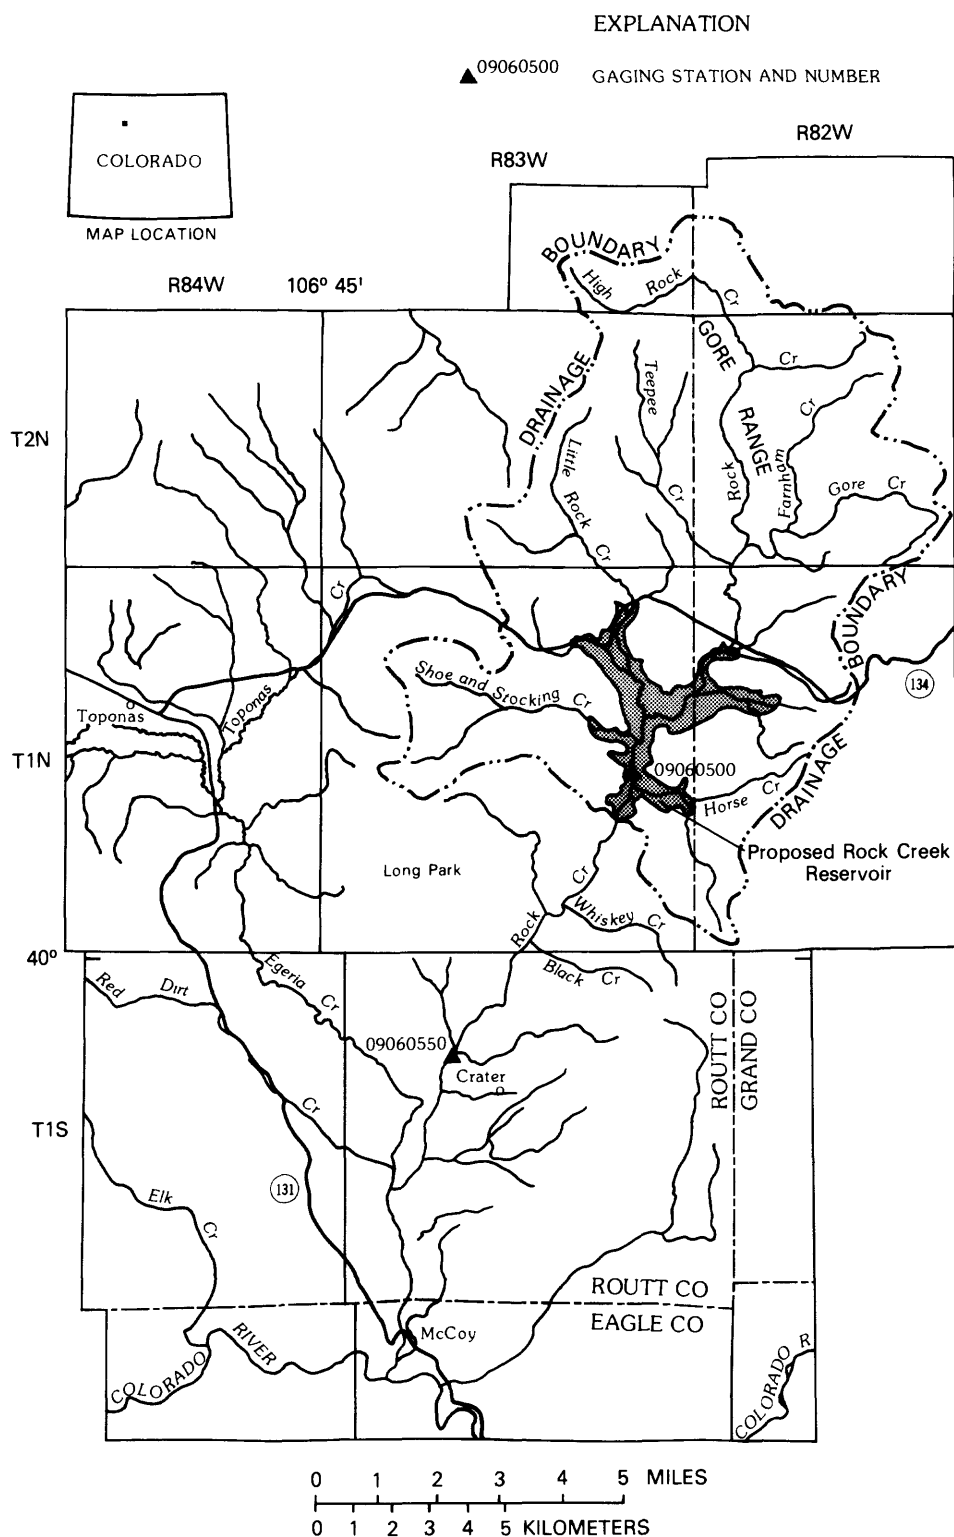 EXPLANATION
09060500
GAGING STATION AND NUMBER
COLORADO
MAP LOCATION
R82W
R83W
R84W
106° 45'
BOUNDARY
High Rock Cr
GORE RANGE
DRAINAGE
Teepee Cr
Cr
Cr
Farnham
Rock
Gore Cr
Little Rock Cr
T2N
Cr
BOUNDARY
134
Shoe and Stocking Cr
Toponas
Toponas
T1N
09060500
Horse Cr
DRAINAGE
Proposed Rock Creek
Reservoir
Long Park
Cr
Rock
Whiskey Cr
Black Cr
40°
Red Dirt
Egeria Cr
09060550
Crater
ROUTT CO
GRAND CO
Cr
T1S
131
Elk Cr
ROUTT CO
EAGLE CO
McCoy
COLORADO RIVER
COLORADO R
0 1 2 3 4 5 MILES
0 1 2 3 4 5 KILOMETERS